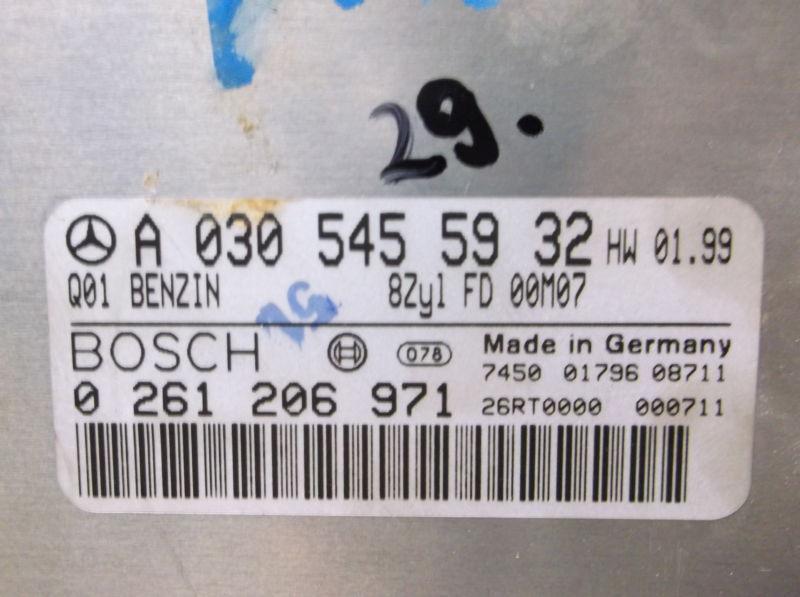 29.
A 030 545 59 32 HW 01.99
Q01 BENZIN 8Zyl FD 00M07
BOSCH 078 Made in Germany
7450 01796 08711
0 261 206 971 26RT0000 000711